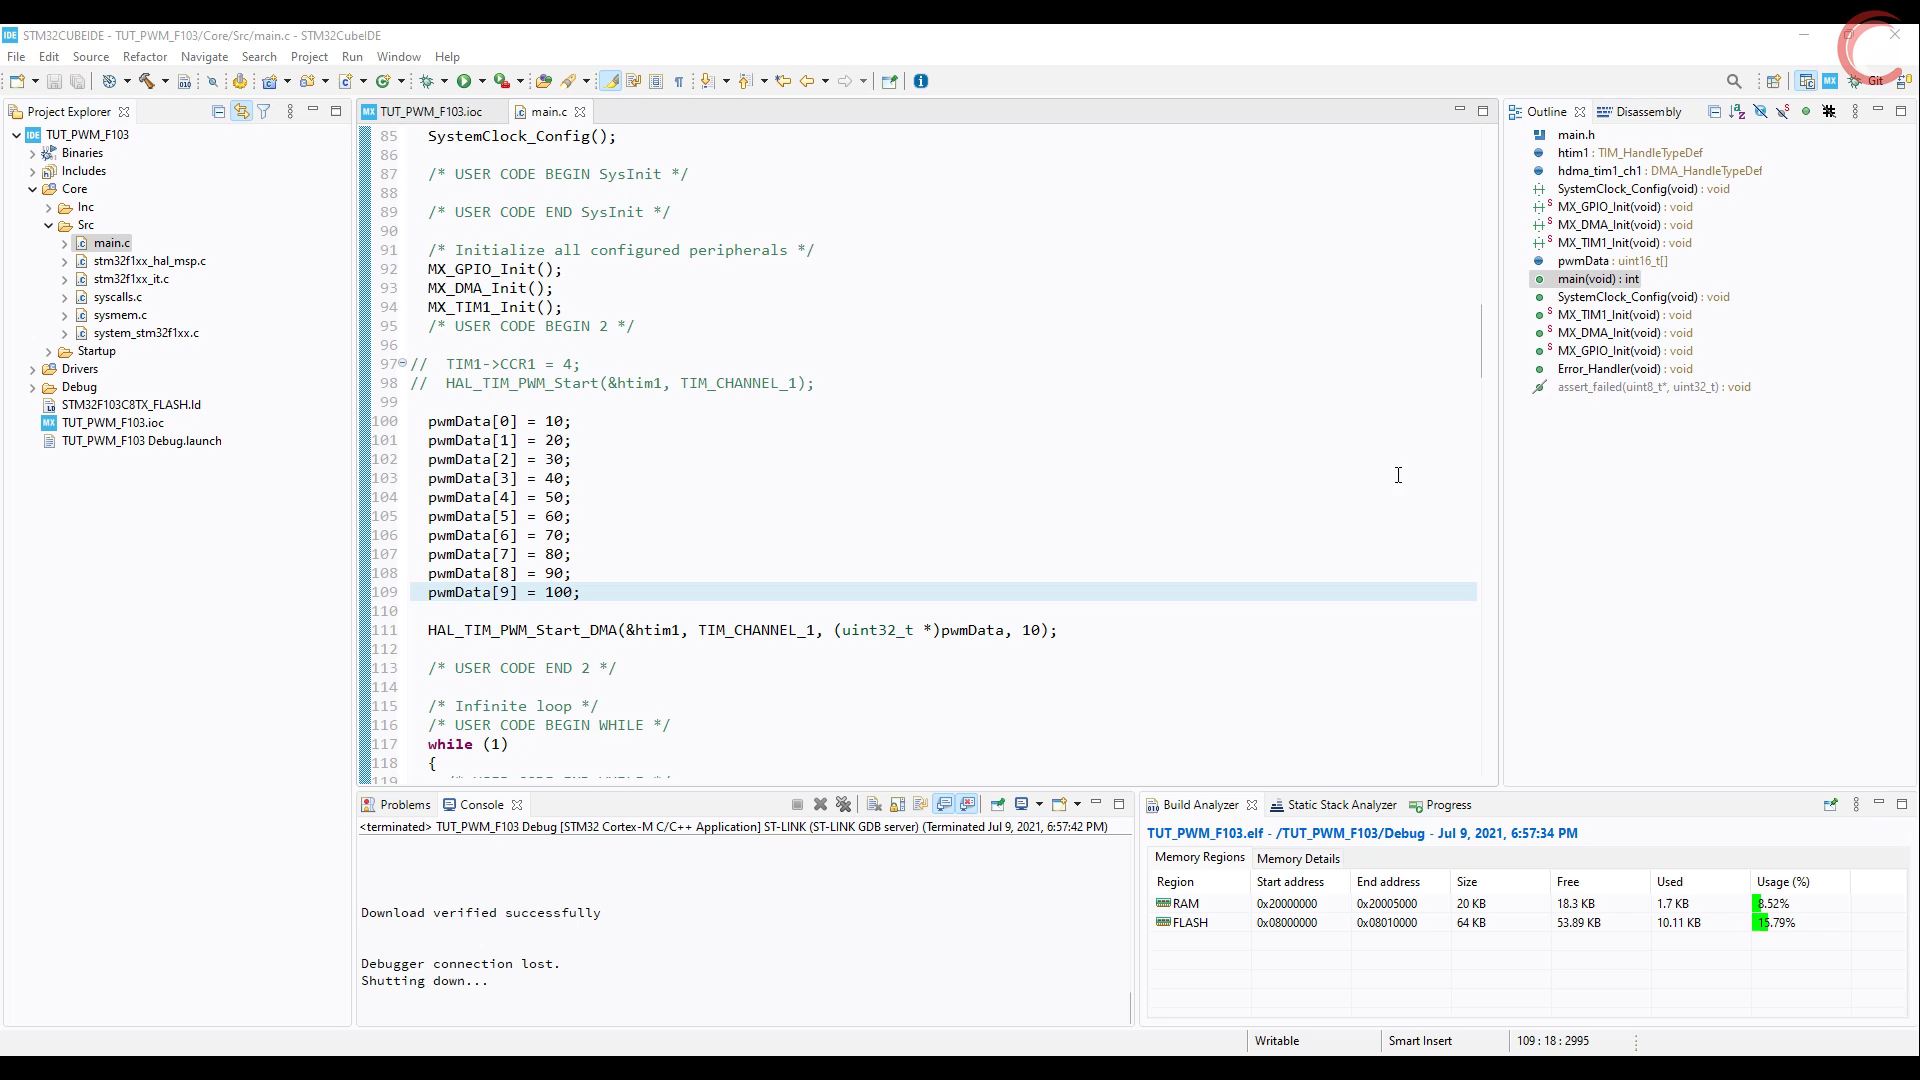 STM32CUBEIDE - TUT_PWM_F103/Core/Src/main.c - STM32CubeIDE
File Edit Source Refactor Navigate Search Project Run Window Help
Git
Project Explorer
TUT_PWM_F103
Binaries
Includes
Core
Inc
Src
main.c
stm32f1xx_hal_msp.c
stm32f1xx_it.c
syscalls.c
sysmem.c
system_stm32f1xx.c
Startup
Drivers
Debug
STM32F103C8TX_FLASH.ld
TUT_PWM_F103.ioc
TUT_PWM_F103 Debug.launch
TUT_PWM_F103.ioc main.c
85 SystemClock_Config();
86
87 /* USER CODE BEGIN SysInit */
88
89 /* USER CODE END SysInit */
90
91 /* Initialize all configured peripherals */
92 MX_GPIO_Init();
93 MX_DMA_Init();
94 MX_TIM1_Init();
95 /* USER CODE BEGIN 2 */
96
97 // TIM1->CCR1 = 4;
98 // HAL_TIM_PWM_Start(&htim1, TIM_CHANNEL_1);
99
100 pwmData[0] = 10;
101 pwmData[1] = 20;
102 pwmData[2] = 30;
103 pwmData[3] = 40;
104 pwmData[4] = 50;
105 pwmData[5] = 60;
106 pwmData[6] = 70;
107 pwmData[7] = 80;
108 pwmData[8] = 90;
109 pwmData[9] = 100;
110
111 HAL_TIM_PWM_Start_DMA(&htim1, TIM_CHANNEL_1, (uint32_t *)pwmData, 10);
112
113 /* USER CODE END 2 */
114
115 /* Infinite loop */
116 /* USER CODE BEGIN WHILE */
117 while (1)
118 {
119 /* USER CODE END WHILE */
Outline Disassembly
main.h
htim1 : TIM_HandleTypeDef
hdma_tim1_ch1 : DMA_HandleTypeDef
SystemClock_Config(void) : void
MX_GPIO_Init(void) : void
MX_DMA_Init(void) : void
MX_TIM1_Init(void) : void
pwmData : uint16_t[]
main(void) : int
SystemClock_Config(void) : void
MX_TIM1_Init(void) : void
MX_DMA_Init(void) : void
MX_GPIO_Init(void) : void
Error_Handler(void) : void
assert_failed(uint8_t*, uint32_t) : void
Problems Console
<terminated> TUT_PWM_F103 Debug [STM32 Cortex-M C/C++ Application] ST-LINK (ST-LINK GDB server) (Terminated Jul 9, 2021, 6:57:42 PM)
Download verified successfully
Debugger connection lost.
Shutting down...
Build Analyzer Static Stack Analyzer Progress
TUT_PWM_F103.elf - /TUT_PWM_F103/Debug - Jul 9, 2021, 6:57:34 PM
Memory Regions Memory Details
Region Start address End address Size Free Used Usage (%)
RAM 0x20000000 0x20005000 20 KB 18.3 KB 1.7 KB 8.52%
FLASH 0x08000000 0x08010000 64 KB 53.89 KB 10.11 KB 15.79%
Writable Smart Insert 109 : 18 : 2995